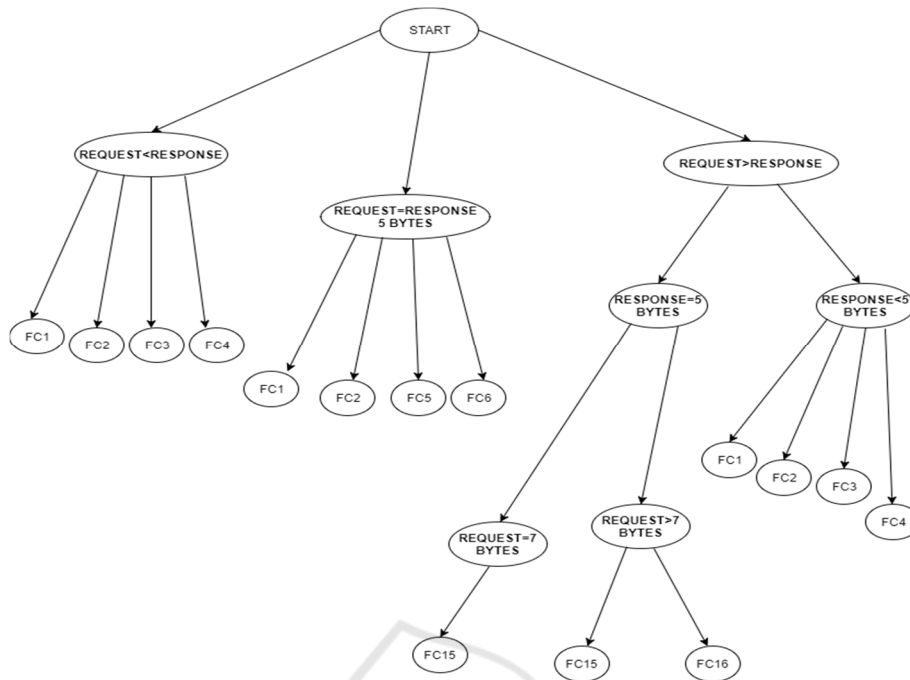 START
REQUEST<RESPONSE
REQUEST>RESPONSE
REQUEST=RESPONSE
5 BYTES
RESPONSE=5
BYTES
RESPONSE<5
BYTES
FC1
FC2
FC3
FC4
FC1
FC2
FC5
FC6
FC1
FC2
FC3
FC4
REQUEST=7
BYTES
REQUEST>7
BYTES
FC15
FC15
FC16